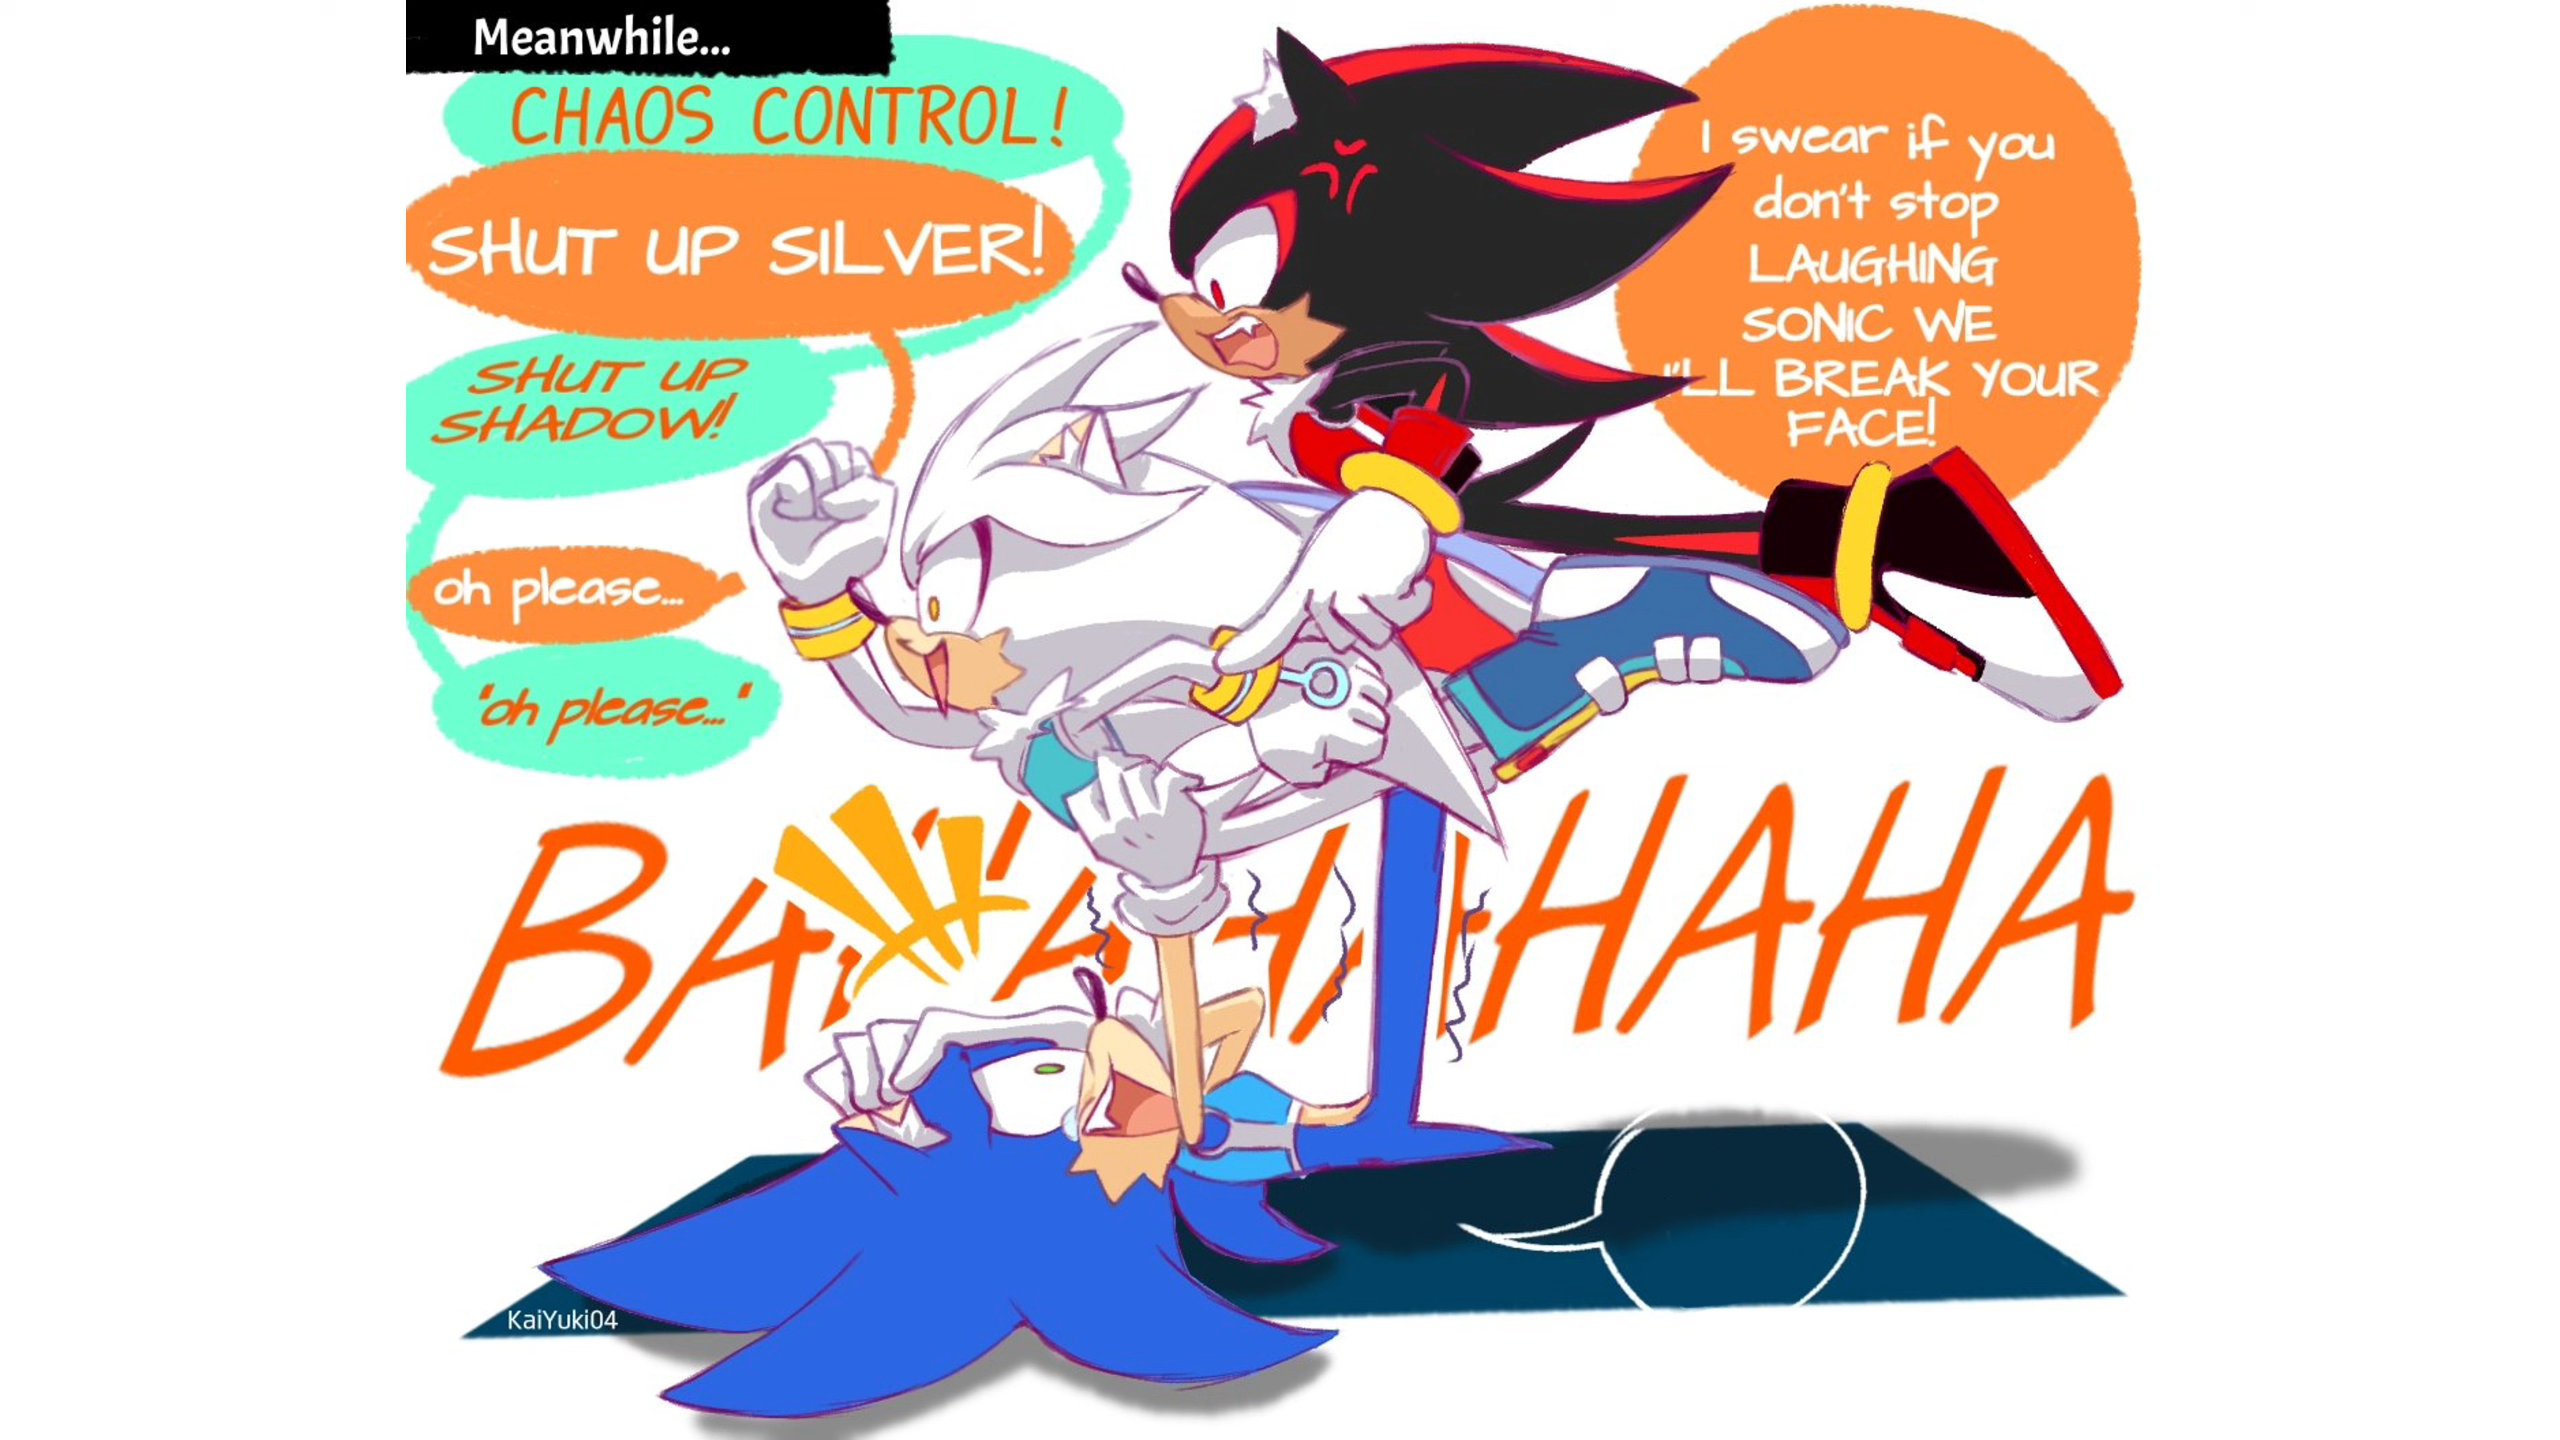 Meanwhile...
CHAOS CONTROL!
SHUT UP SILVER!
SHUT UP
SHADOW!
oh please...
"oh please..."
I swear if you
don't stop
LAUGHING
SONIC WE
I'LL BREAK YOUR
FACE!
KaiYuki04